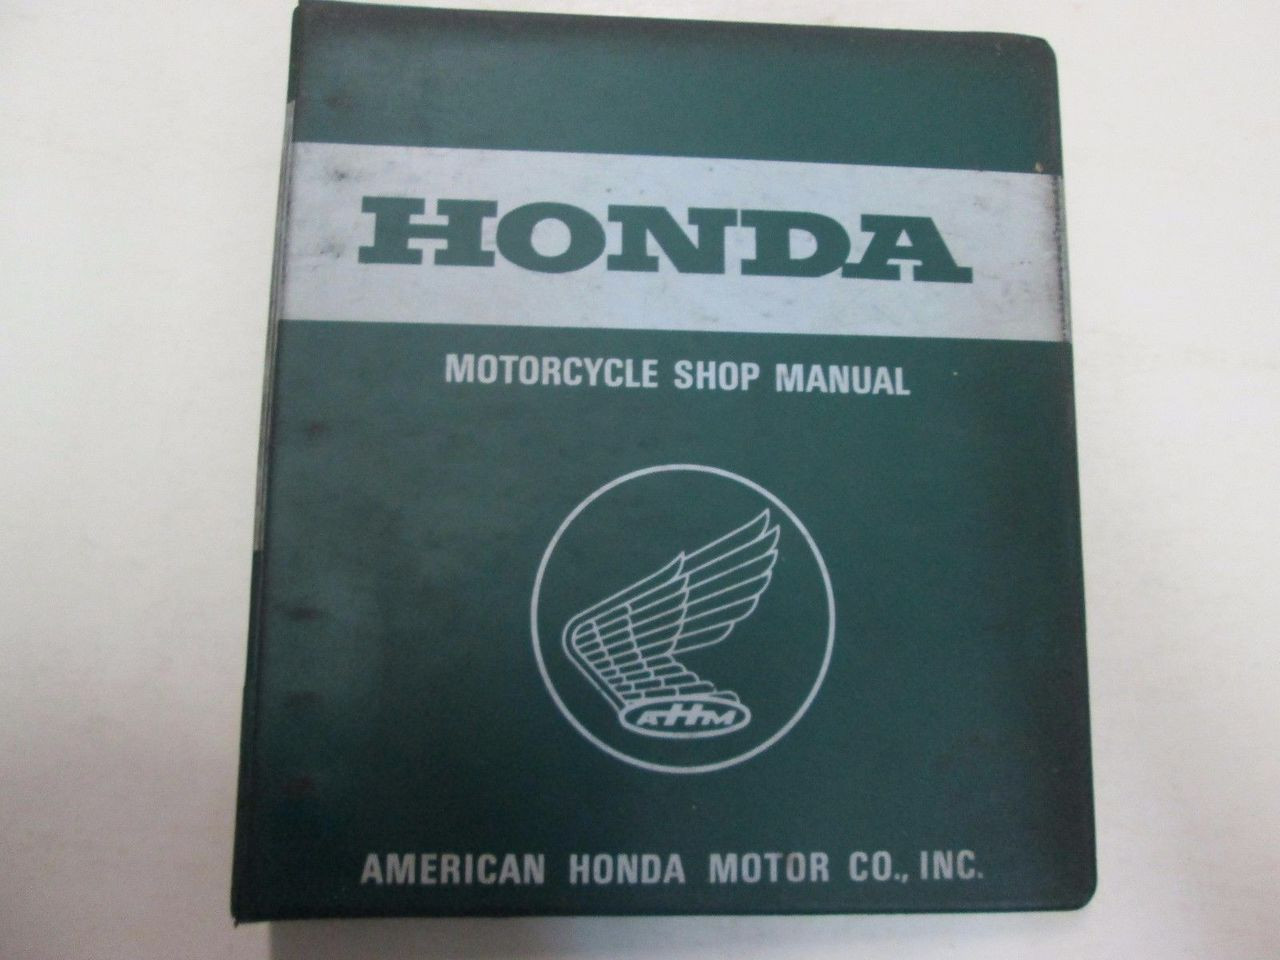 HONDA
MOTORCYCLE SHOP MANUAL
AHM
AMERICAN HONDA MOTOR CO., INC.